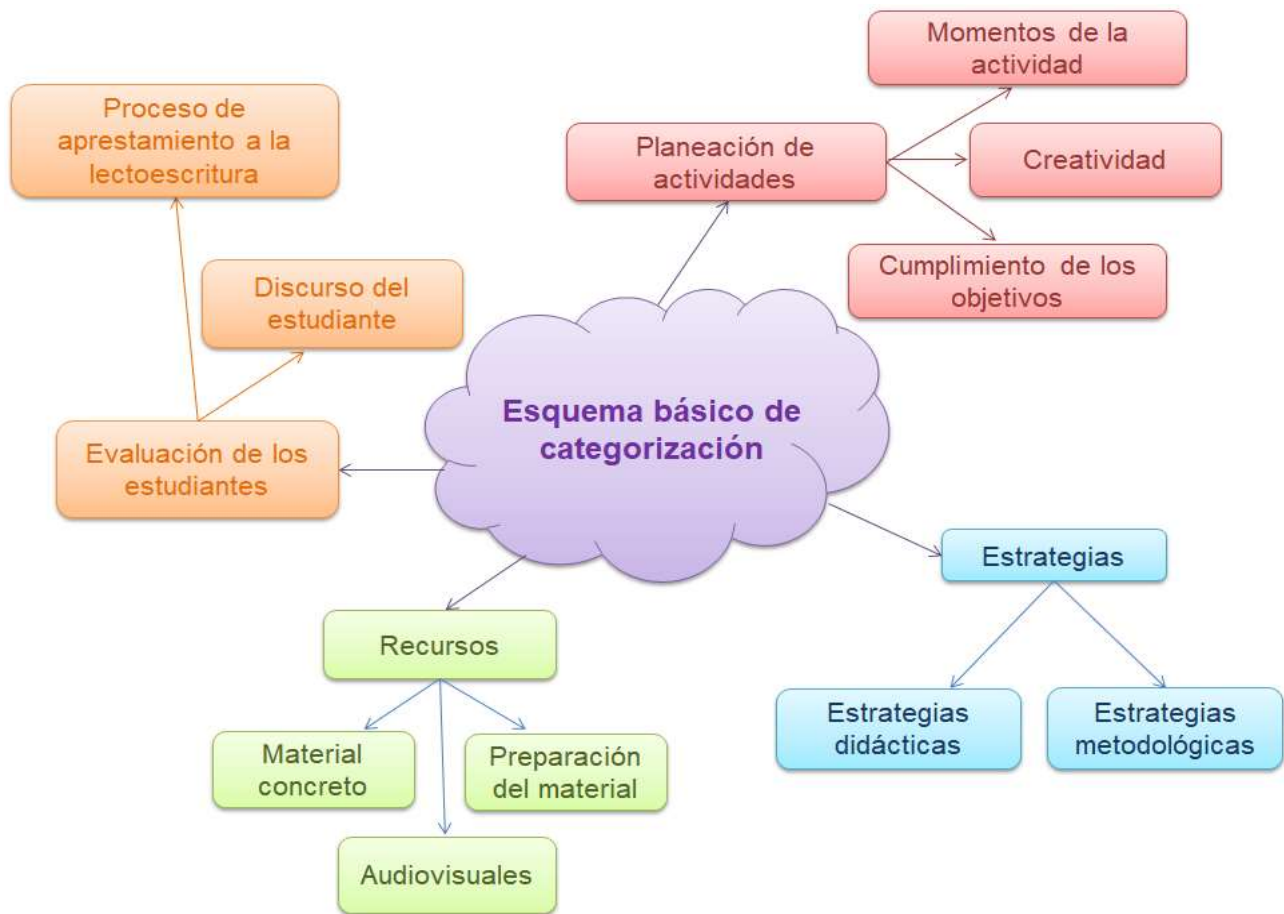 Momentos de la
actividad
Proceso de
aprestamiento a la
lectoescritura
Planeación de
actividades
Creatividad
Cumplimiento de los
objetivos
Discurso del
estudiante
Esquema básico de
categorización
Evaluación de los
estudiantes
Estrategias
Estrategias
didácticas
Estrategias
metodológicas
Recursos
Material
concreto
Preparación
del material
Audiovisuales